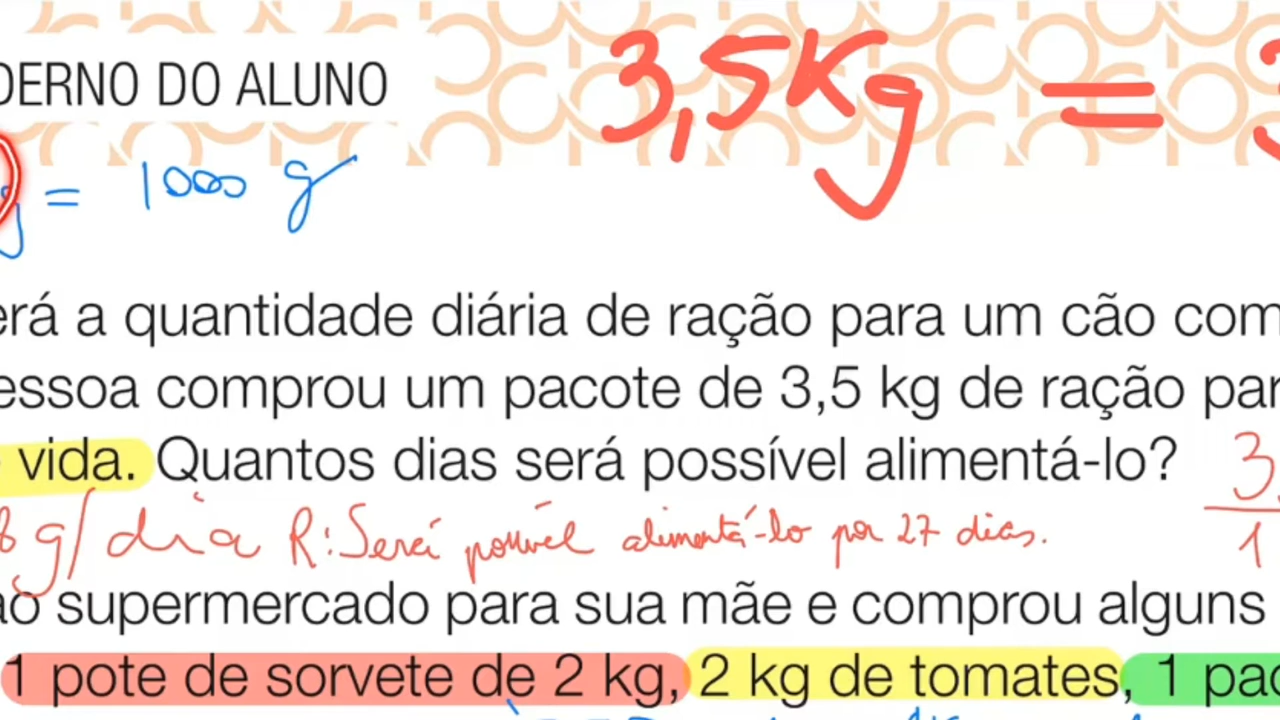 DERNO DO ALUNO 3,5Kg =
= 1000 g
erá a quantidade diária de ração para um cão com
essoa comprou um pacote de 3,5 kg de ração par
vida. Quantos dias será possível alimentá-lo?
g/dia R: Será possível alimentá-lo por 27 dias.
ao supermercado para sua mãe e comprou alguns
1 pote de sorvete de 2 kg, 2 kg de tomates, 1 pac